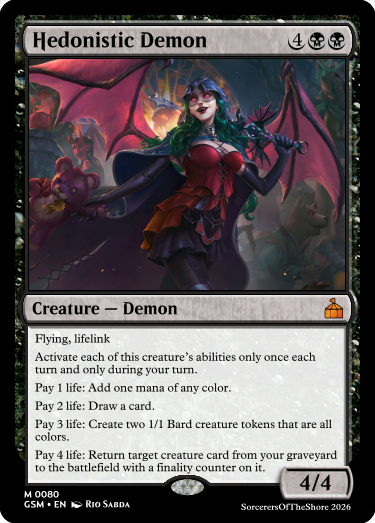 Hedonistic Demon 4
Creature — Demon
Flying, lifelink
Activate each of this creature's abilities only once each
turn and only during your turn.
Pay 1 life: Add one mana of any color.
Pay 2 life: Draw a card.
Pay 3 life: Create two 1/1 Bard creature tokens that are all
colors.
Pay 4 life: Return target creature card from your graveyard
to the battlefield with a finality counter on it.
4/4
M 0080
GSM • EN Rio Sabda
SorcerersOfTheShore 2026